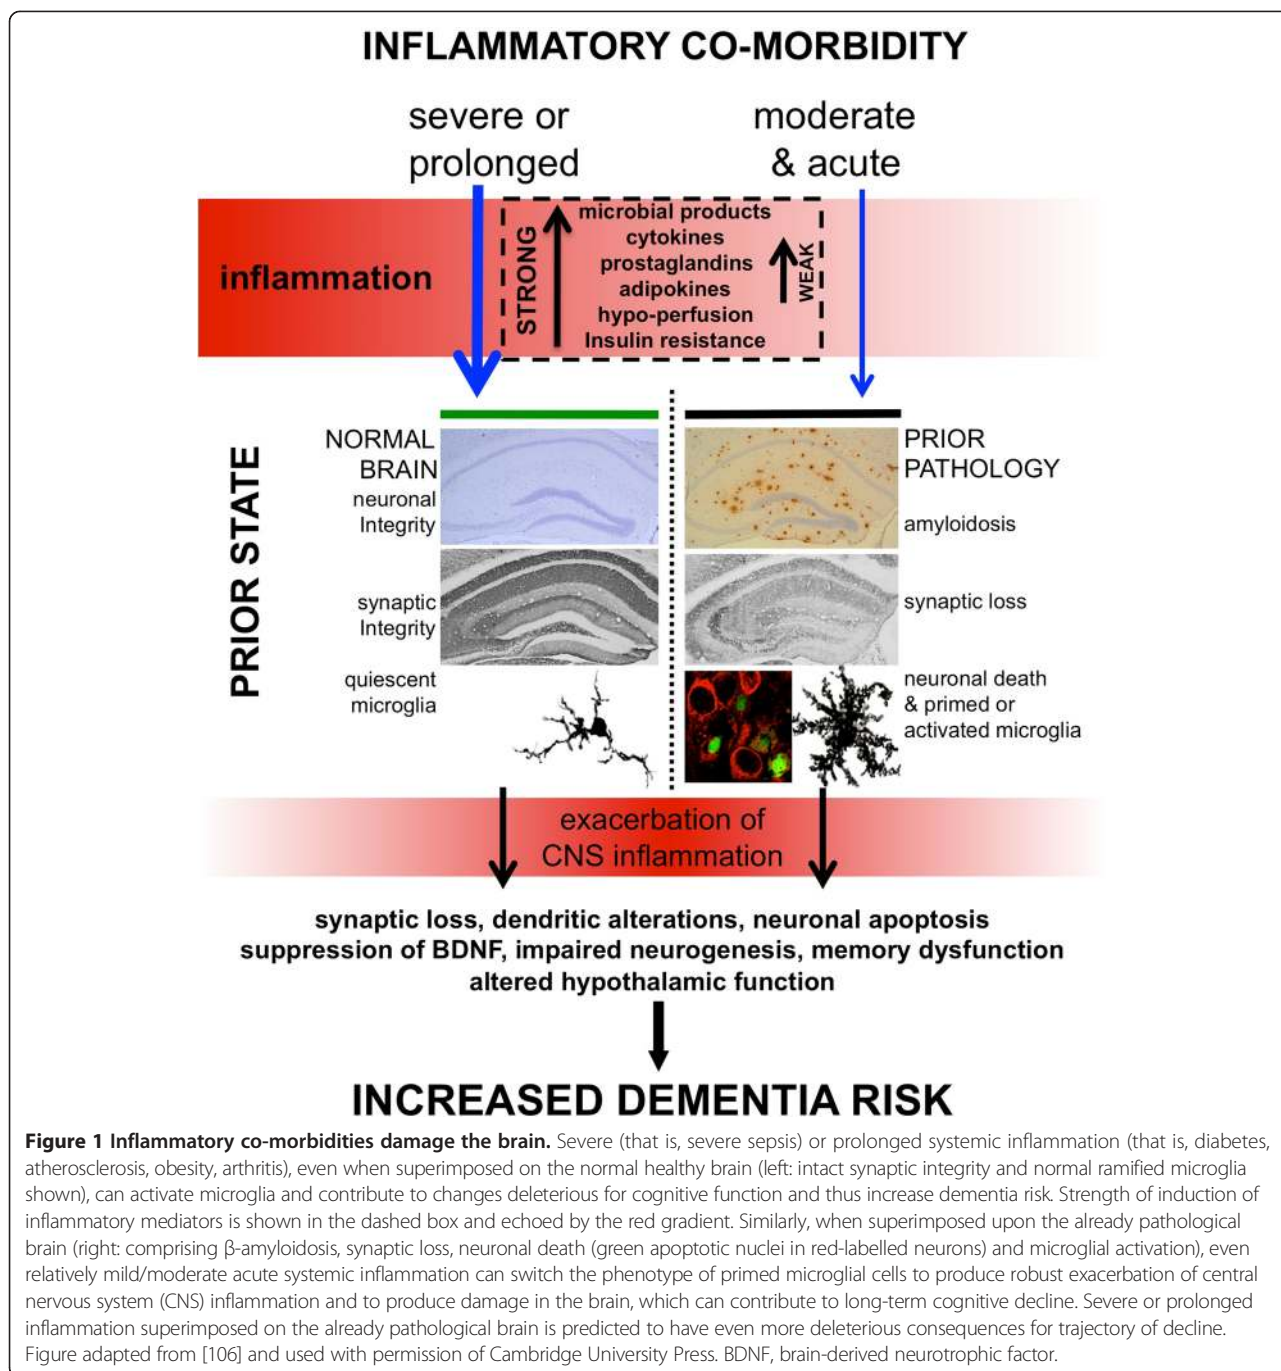 INFLAMMATORY CO-MORBIDITY
severe or
prolonged
moderate
& acute
inflammation
STRONG
microbial products
cytokines
prostaglandins
adipokines
hypo-perfusion
Insulin resistance
WEAK
PRIOR STATE
NORMAL
BRAIN
neuronal
Integrity
synaptic
Integrity
quiescent
microglia
PRIOR
PATHOLOGY
amyloidosis
synaptic loss
neuronal death
& primed or
activated microglia
exacerbation of
CNS inflammation
synaptic loss, dendritic alterations, neuronal apoptosis
suppression of BDNF, impaired neurogenesis, memory dysfunction
altered hypothalamic function
INCREASED DEMENTIA RISK
Figure 1 Inflammatory co-morbidities damage the brain. Severe (that is, severe sepsis) or prolonged systemic inflammation (that is, diabetes,
atherosclerosis, obesity, arthritis), even when superimposed on the normal healthy brain (left: intact synaptic integrity and normal ramified microglia
shown), can activate microglia and contribute to changes deleterious for cognitive function and thus increase dementia risk. Strength of induction of
inflammatory mediators is shown in the dashed box and echoed by the red gradient. Similarly, when superimposed upon the already pathological
brain (right: comprising β-amyloidosis, synaptic loss, neuronal death (green apoptotic nuclei in red-labelled neurons) and microglial activation), even
relatively mild/moderate acute systemic inflammation can switch the phenotype of primed microglial cells to produce robust exacerbation of central
nervous system (CNS) inflammation and to produce damage in the brain, which can contribute to long-term cognitive decline. Severe or prolonged
inflammation superimposed on the already pathological brain is predicted to have even more deleterious consequences for trajectory of decline.
Figure adapted from [106] and used with permission of Cambridge University Press. BDNF, brain-derived neurotrophic factor.